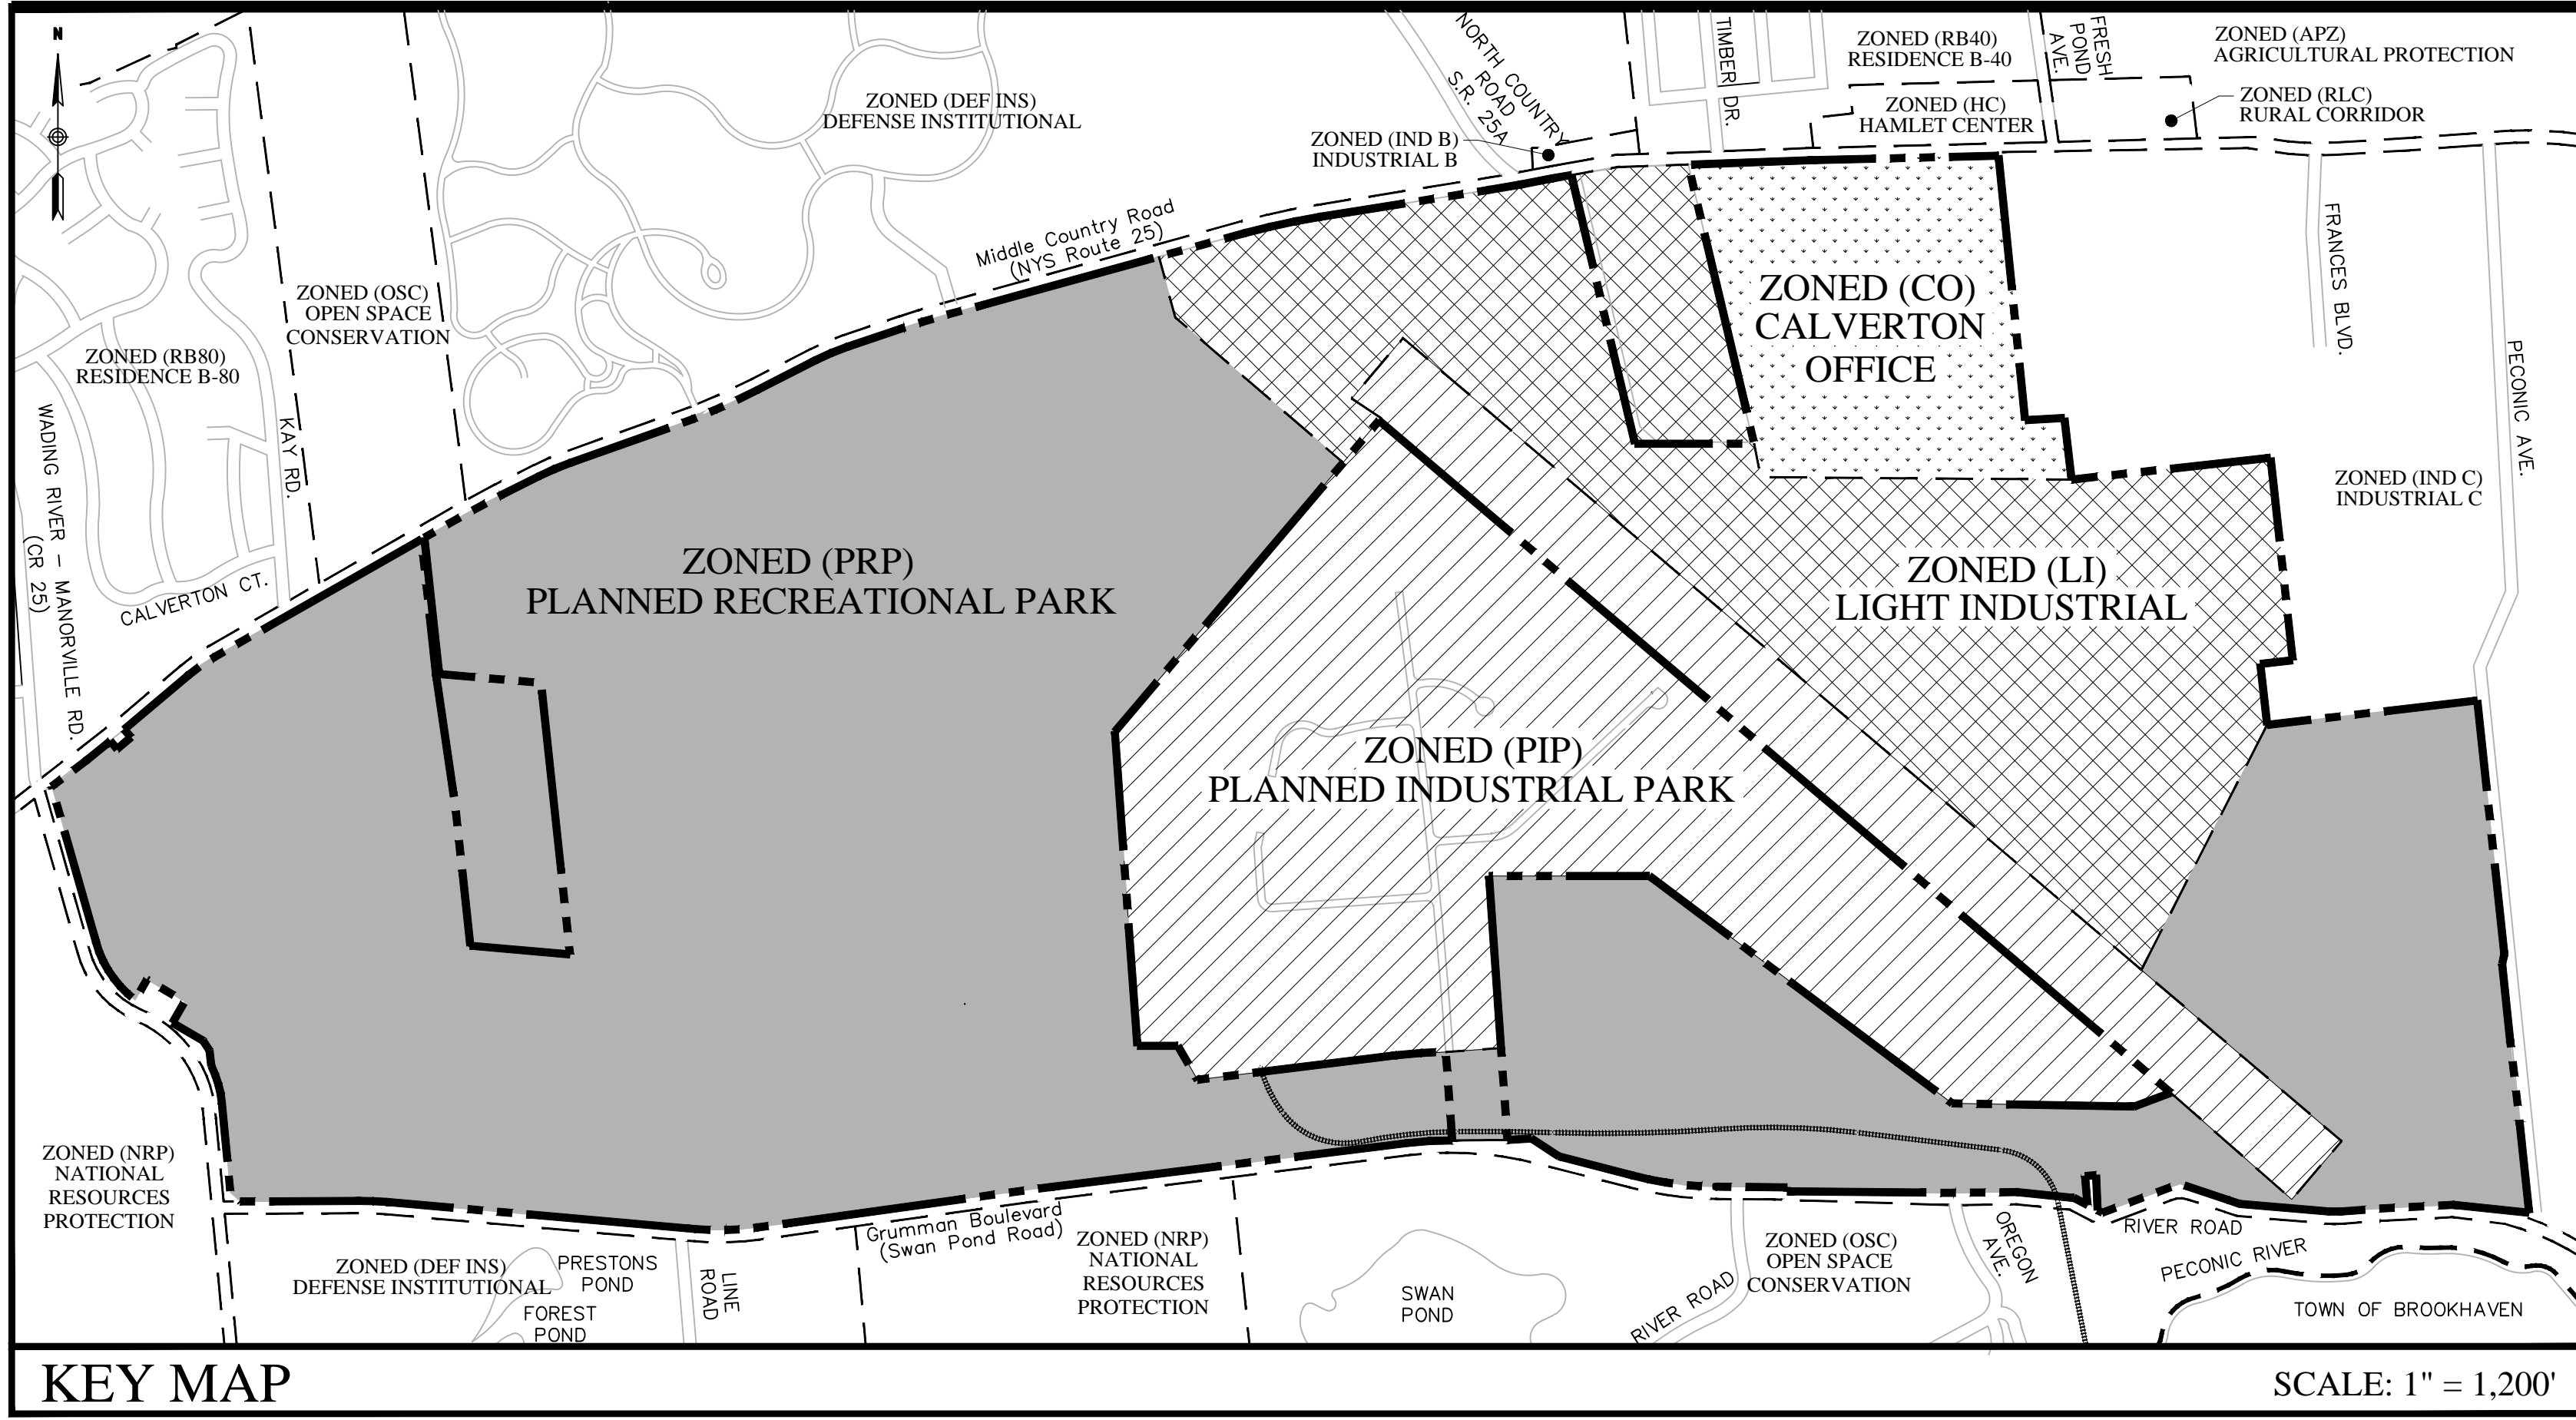 N
NORTH COUNTRY
ROAD
S.R. 25A
TIMBER DR.
ZONED (RB40)
RESIDENCE B-40
FRESH
POND
AVE.
ZONED (APZ)
AGRICULTURAL PROTECTION
ZONED (DEF INS)
DEFENSE INSTITUTIONAL
ZONED (IND B)
INDUSTRIAL B
ZONED (HC)
HAMLET CENTER
ZONED (RLC)
RURAL CORRIDOR
Middle Country Road
(NYS Route 25)
ZONED (OSC)
OPEN SPACE
CONSERVATION
ZONED (CO)
CALVERTON
OFFICE
FRANCES BLVD.
PECONIC AVE.
ZONED (RB80)
RESIDENCE B-80
WADING RIVER - MANORVILLE RD.
(CR 25)
KAY RD.
CALVERTON CT.
ZONED (IND C)
INDUSTRIAL C
ZONED (PRP)
PLANNED RECREATIONAL PARK
ZONED (LI)
LIGHT INDUSTRIAL
ZONED (PIP)
PLANNED INDUSTRIAL PARK
ZONED (NRP)
NATIONAL
RESOURCES
PROTECTION
ZONED (DEF INS)
DEFENSE INSTITUTIONAL
PRESTONS
POND
FOREST
POND
LINE
ROAD
Grumman Boulevard
(Swan Pond Road)
ZONED (NRP)
NATIONAL
RESOURCES
PROTECTION
SWAN
POND
RIVER ROAD
ZONED (OSC)
OPEN SPACE
CONSERVATION
OREGON
AVE.
RIVER ROAD
PECONIC RIVER
TOWN OF BROOKHAVEN
KEY MAP
SCALE: 1" = 1,200'